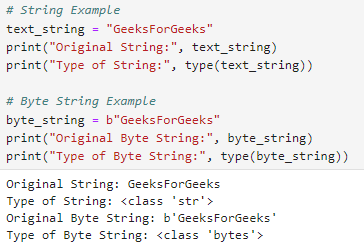 # String Example
text_string = "GeeksForGeeks"
print("Original String:", text_string)
print("Type of String:", type(text_string))
# Byte String Example
byte_string = b"GeeksForGeeks"
print("Original Byte String:", byte_string)
print("Type of Byte String:", type(byte_string))
Original String: GeeksForGeeks
Type of String: <class 'str'>
Original Byte String: b'GeeksForGeeks'
Type of Byte String: <class 'bytes'>